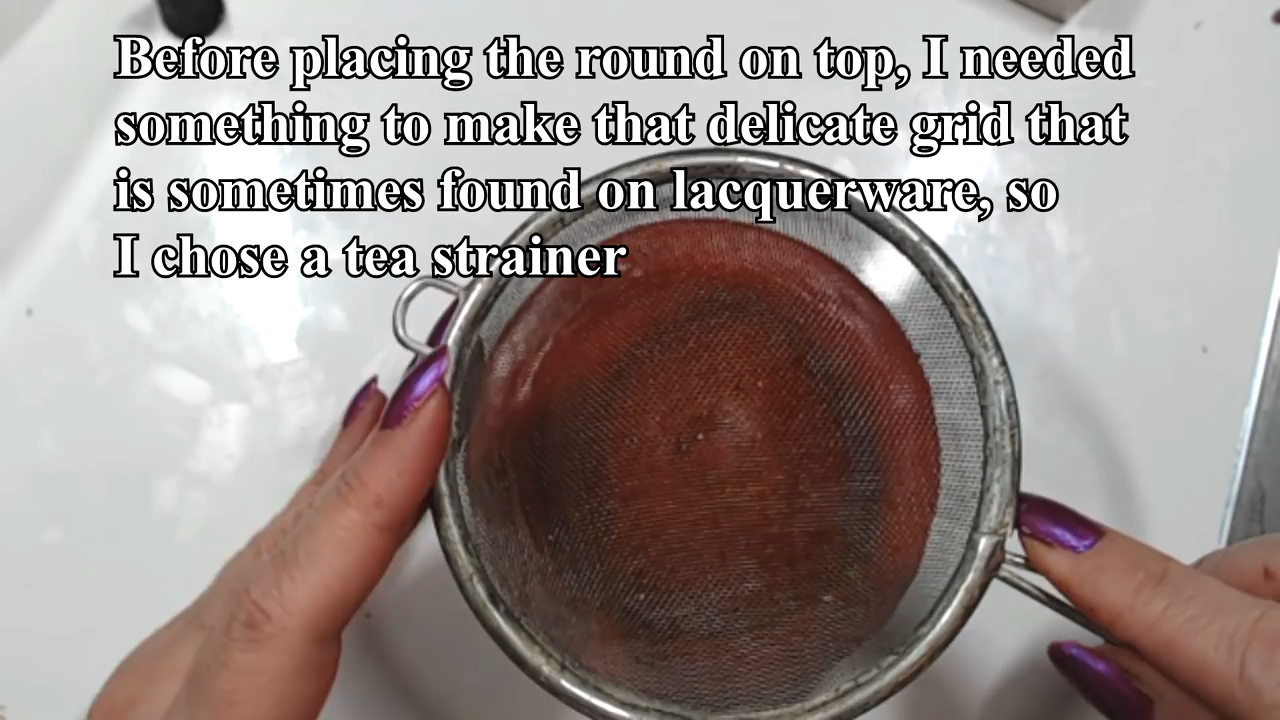 Before placing the round on top, I needed
something to make that delicate grid that
is sometimes found on lacquerware, so
I chose a tea strainer